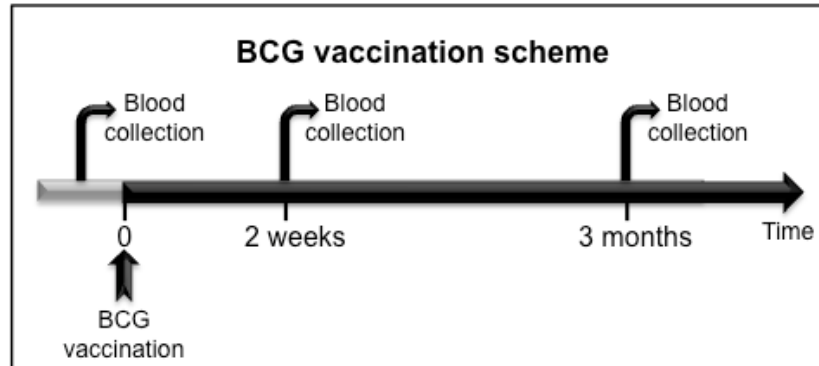 BCG vaccination scheme
Blood
collection
Blood
collection
Blood
collection
0
2 weeks
3 months
Time
BCG
vaccination